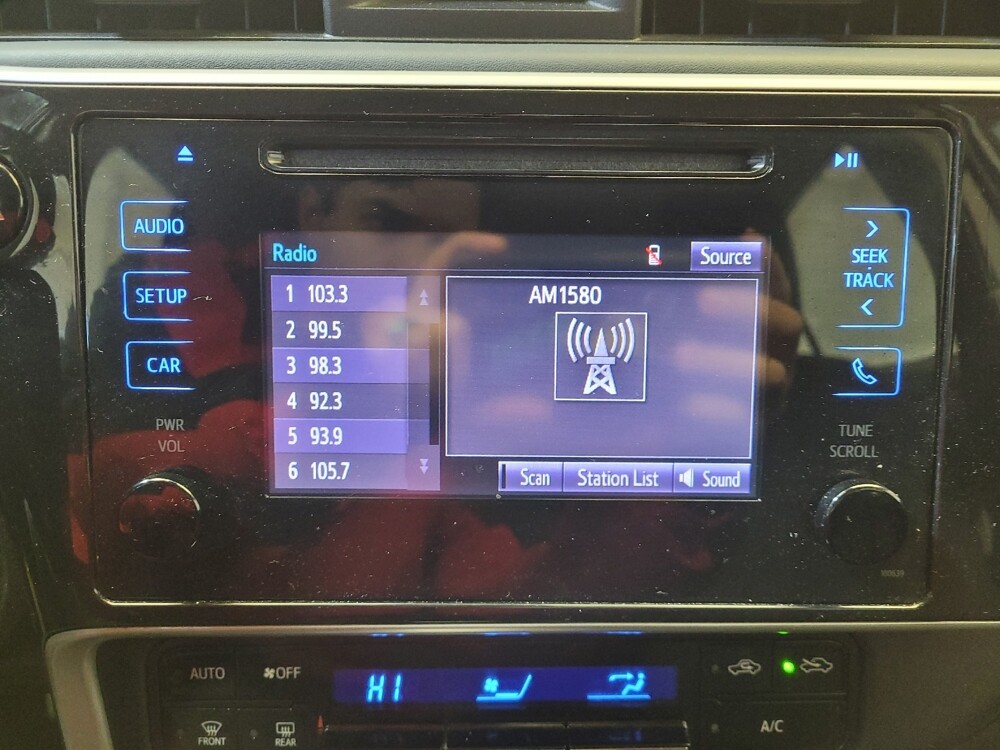 AUDIO
SETUP
CAR
PWR
VOL
Radio
Source
1 103.3
2 99.5
3 98.3
4 92.3
5 93.9
6 105.7
AM1580
Scan
Station List
Sound
SEEK
TRACK
TUNE
SCROLL
100639
AUTO
OFF
HI
FRONT
REAR
A/C